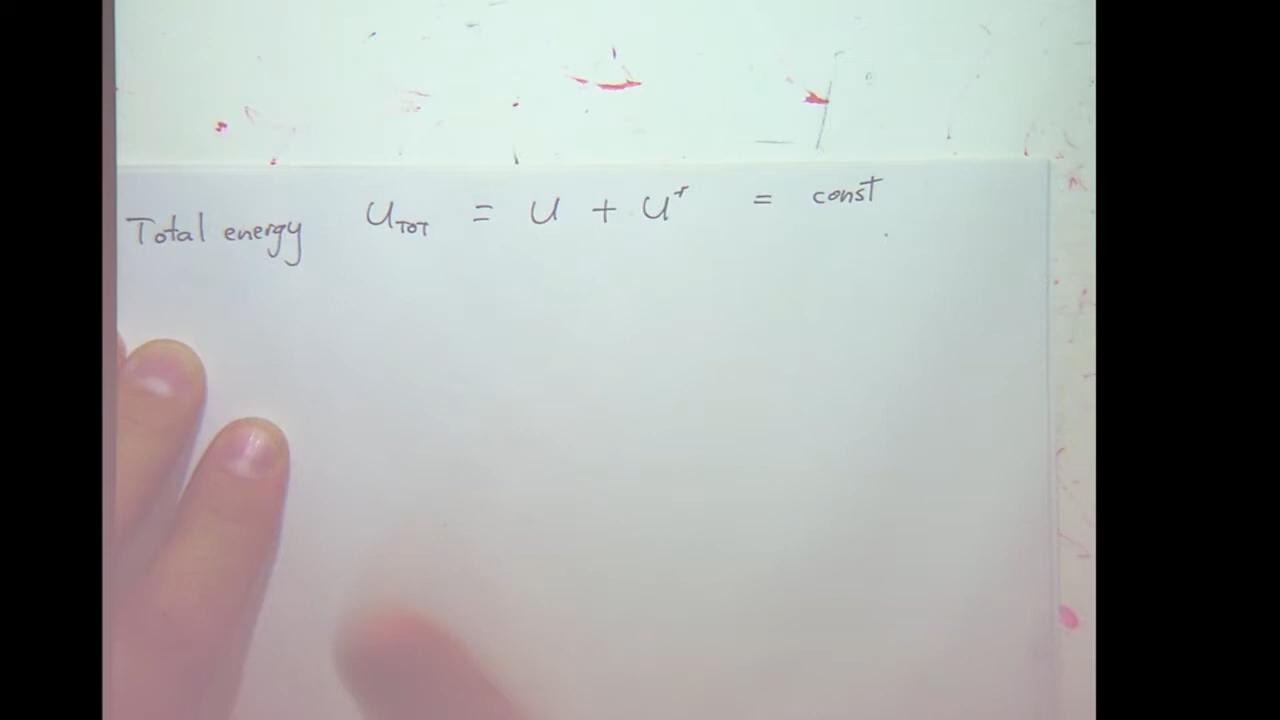 Total energy U_TOT = U + U^r = const